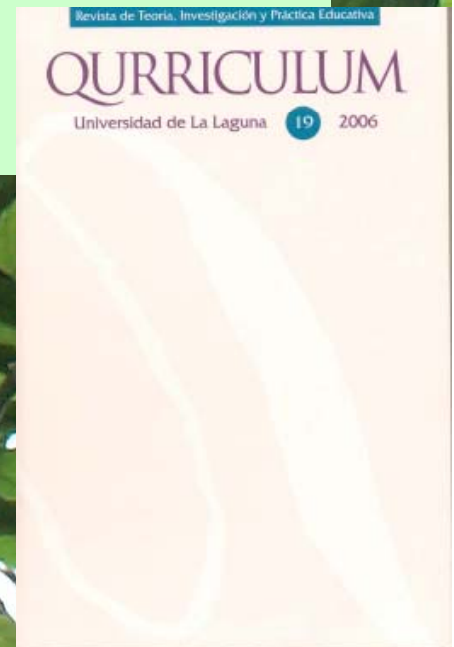 Revista de Teoría, Investigación y Práctica Educativa
QURRICULUM
Universidad de La Laguna 19 2006